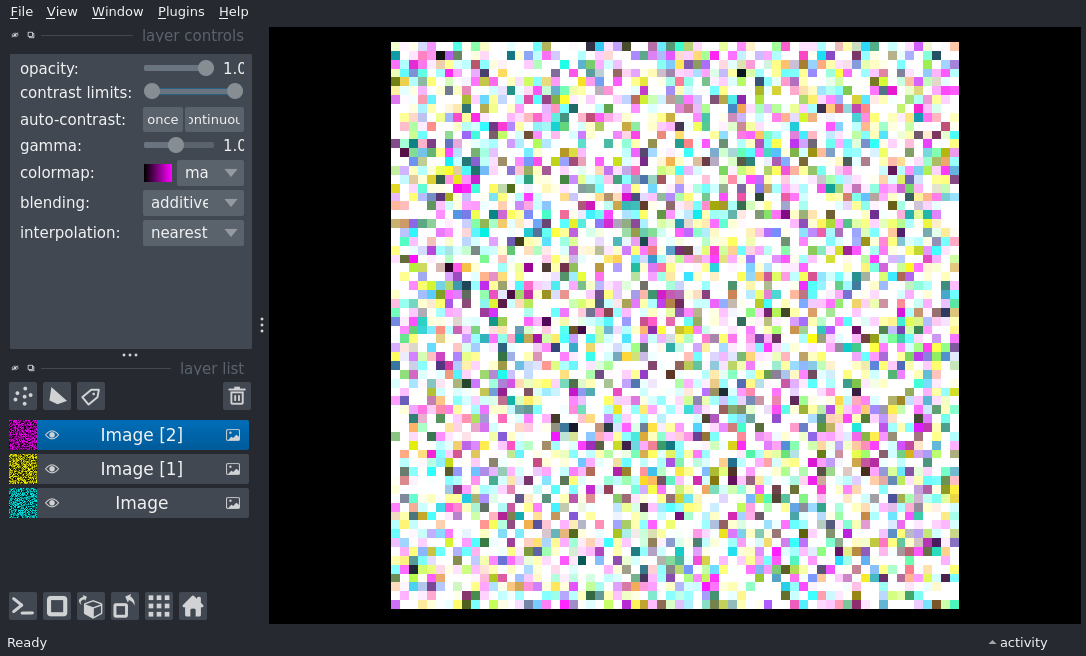 File View Window Plugins Help
layer controls
opacity: 1.0
contrast limits:
auto-contrast: once ontinuou
gamma: 1.0
colormap: ma
blending: additive
interpolation: nearest
layer list
Image [2]
Image [1]
Image
Ready activity